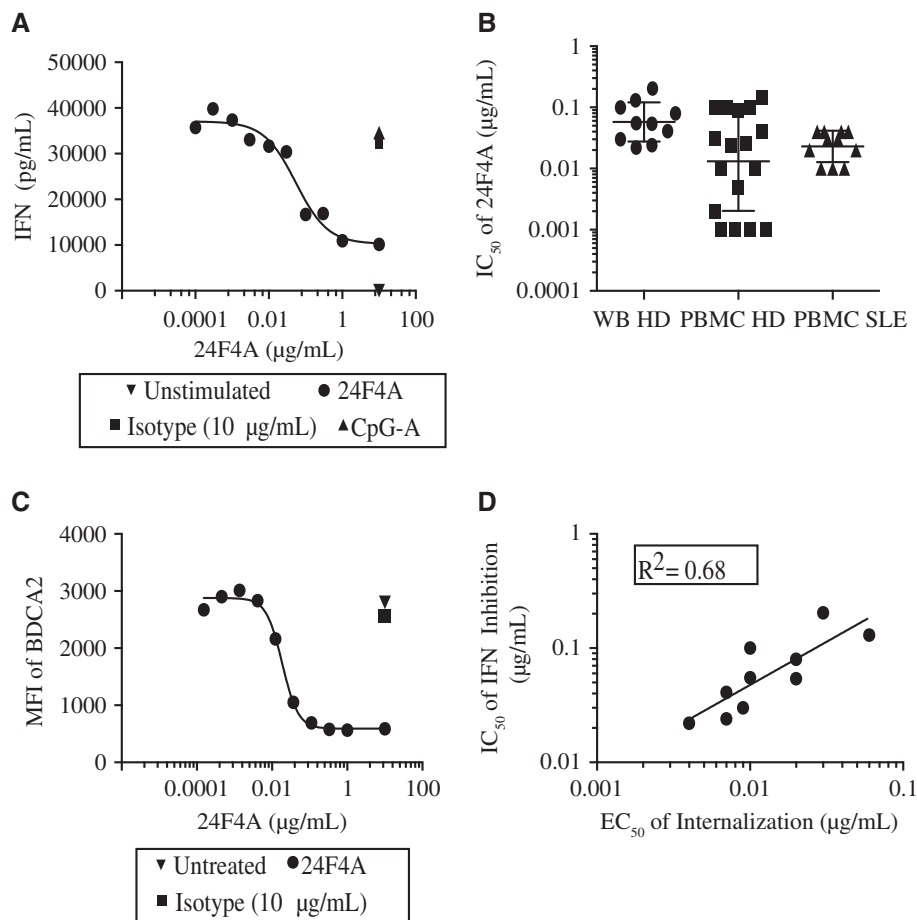 A
IFN (pg/mL)
50000
40000
30000
20000
10000
0
0.0001 0.01 1 100
24F4A (µg/mL)
▼ Unstimulated ● 24F4A
■ Isotype (10 µg/mL) ▲ CpG-A
B
IC50 of 24F4A (µg/mL)
1
0.1
0.01
0.001
0.0001
WB HD PBMC HD PBMC SLE
C
MFI of BDCA2
4000
3000
2000
1000
0
0.0001 0.01 1 100
24F4A (µg/mL)
▼ Untreated ● 24F4A
■ Isotype (10 µg/mL)
D
IC50 of IFN Inhibition
(µg/mL)
1
0.1
0.01
R2= 0.68
0.001 0.01 0.1
EC50 of Internalization (µg/mL)